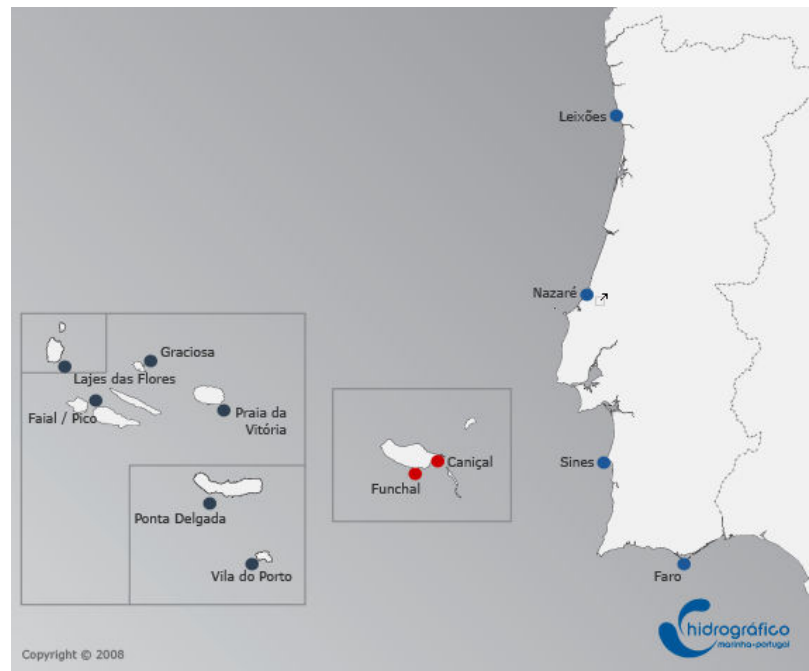 Leixões
Nazaré
Graciosa
Lajes das Flores
Faial / Pico
Praia da
Vitória
Caniçal
Funchal
Sines
Ponta Delgada
Vila do Porto
Faro
hidrográfico
marinha-portugal
Copyright © 2008